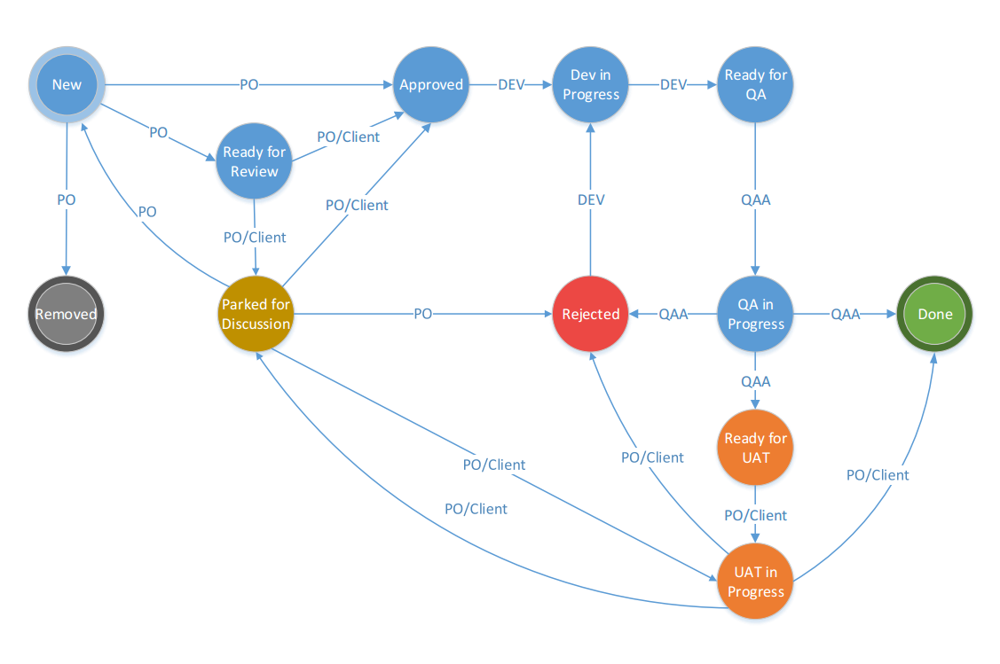 New
PO
Approved
DEV
Dev in
Progress
DEV
Ready for
QA
PO
PO/Client
Ready for
Review
PO
PO
PO/Client
PO/Client
DEV
QAA
Removed
Parked for
Discussion
PO
Rejected
QAA
QA in
Progress
QAA
Done
QAA
Ready for
UAT
PO/Client
PO/Client
PO/Client
PO/Client
PO/Client
UAT in
Progress